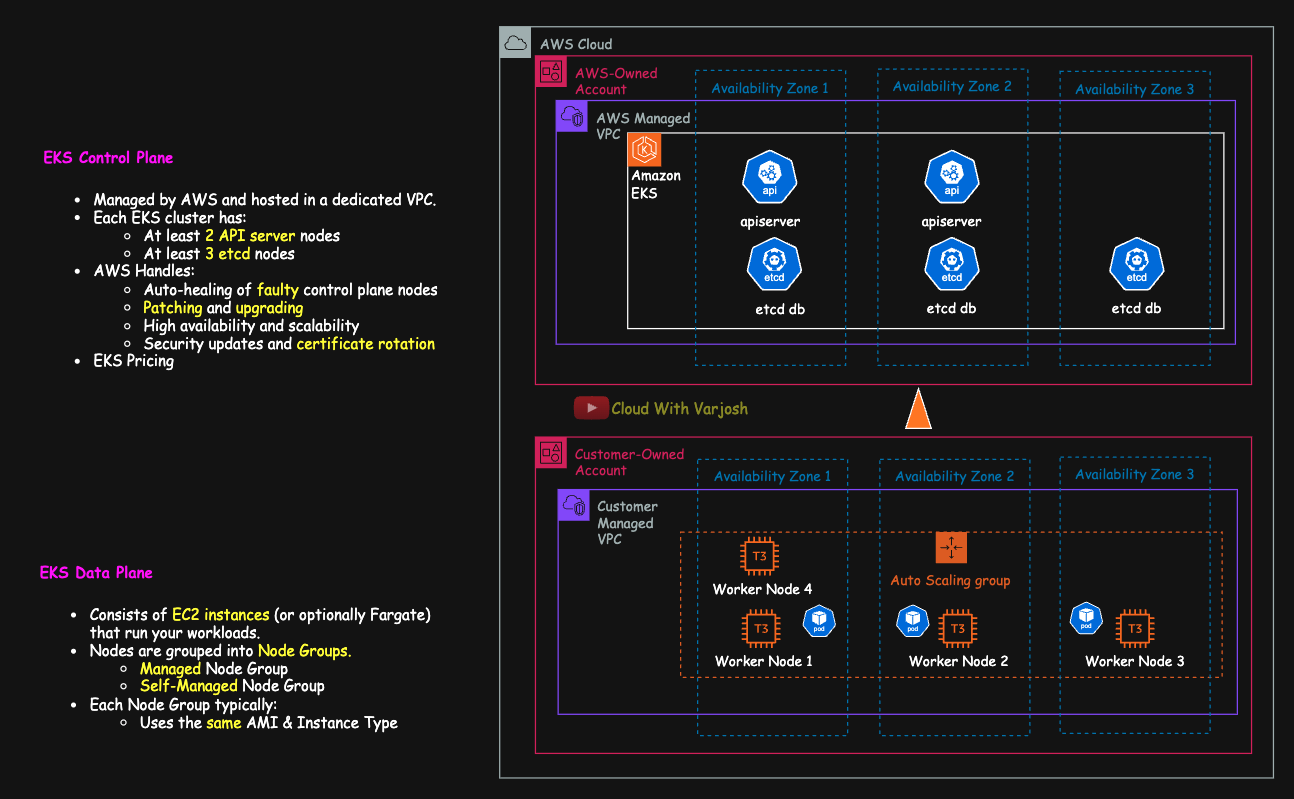 EKS Control Plane
• Managed by AWS and hosted in a dedicated VPC.
• Each EKS cluster has:
○ At least 2 API server nodes
○ At least 3 etcd nodes
• AWS Handles:
○ Auto-healing of faulty control plane nodes
○ Patching and upgrading
○ High availability and scalability
○ Security updates and certificate rotation
• EKS Pricing
EKS Data Plane
• Consists of EC2 instances (or optionally Fargate)
that run your workloads.
• Nodes are grouped into Node Groups.
○ Managed Node Group
○ Self-Managed Node Group
• Each Node Group typically:
○ Uses the same AMI & Instance Type
AWS Cloud
AWS-Owned
Account
Availability Zone 1
Availability Zone 2
Availability Zone 3
AWS Managed
VPC
K
Amazon
EKS
api
apiserver
api
apiserver
etcd
etcd db
etcd
etcd db
etcd
etcd db
Cloud With Varjosh
Customer-Owned
Account
Availability Zone 1
Availability Zone 2
Availability Zone 3
Customer
Managed
VPC
T3
Worker Node 4
Auto Scaling group
T3
pod
Worker Node 1
pod
T3
Worker Node 2
pod
T3
Worker Node 3